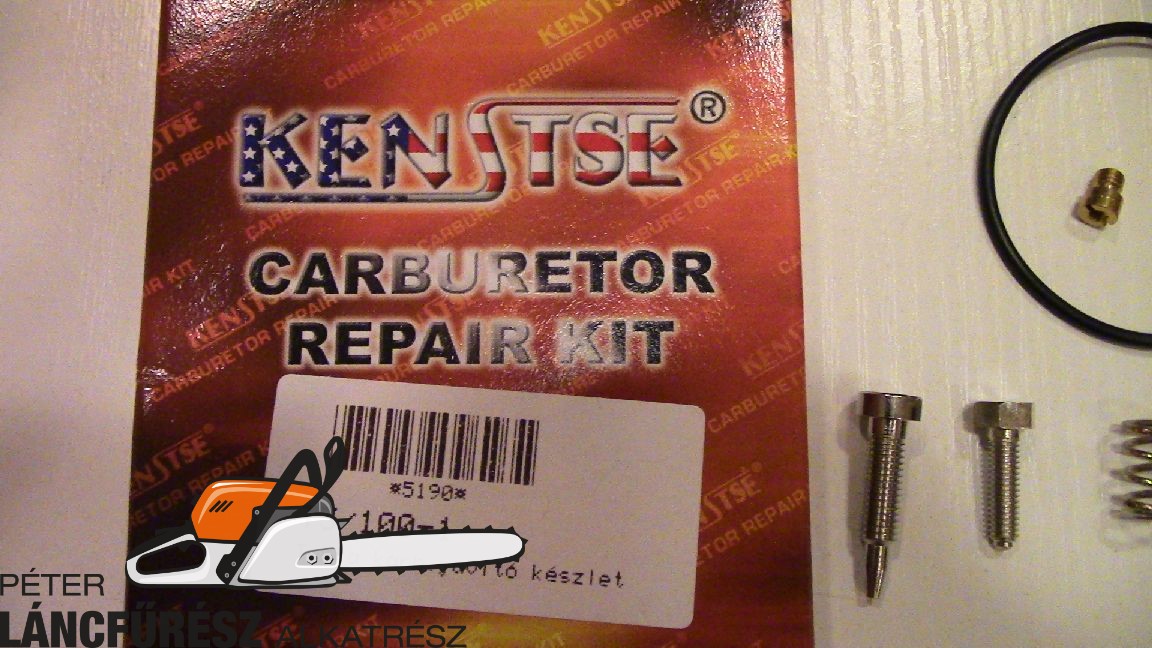 KENSTSE®
CARBURETOR
REPAIR KIT
*5190*
készlet
PÉTER
LÁNCFŰRÉSZ ALKATRÉSZ